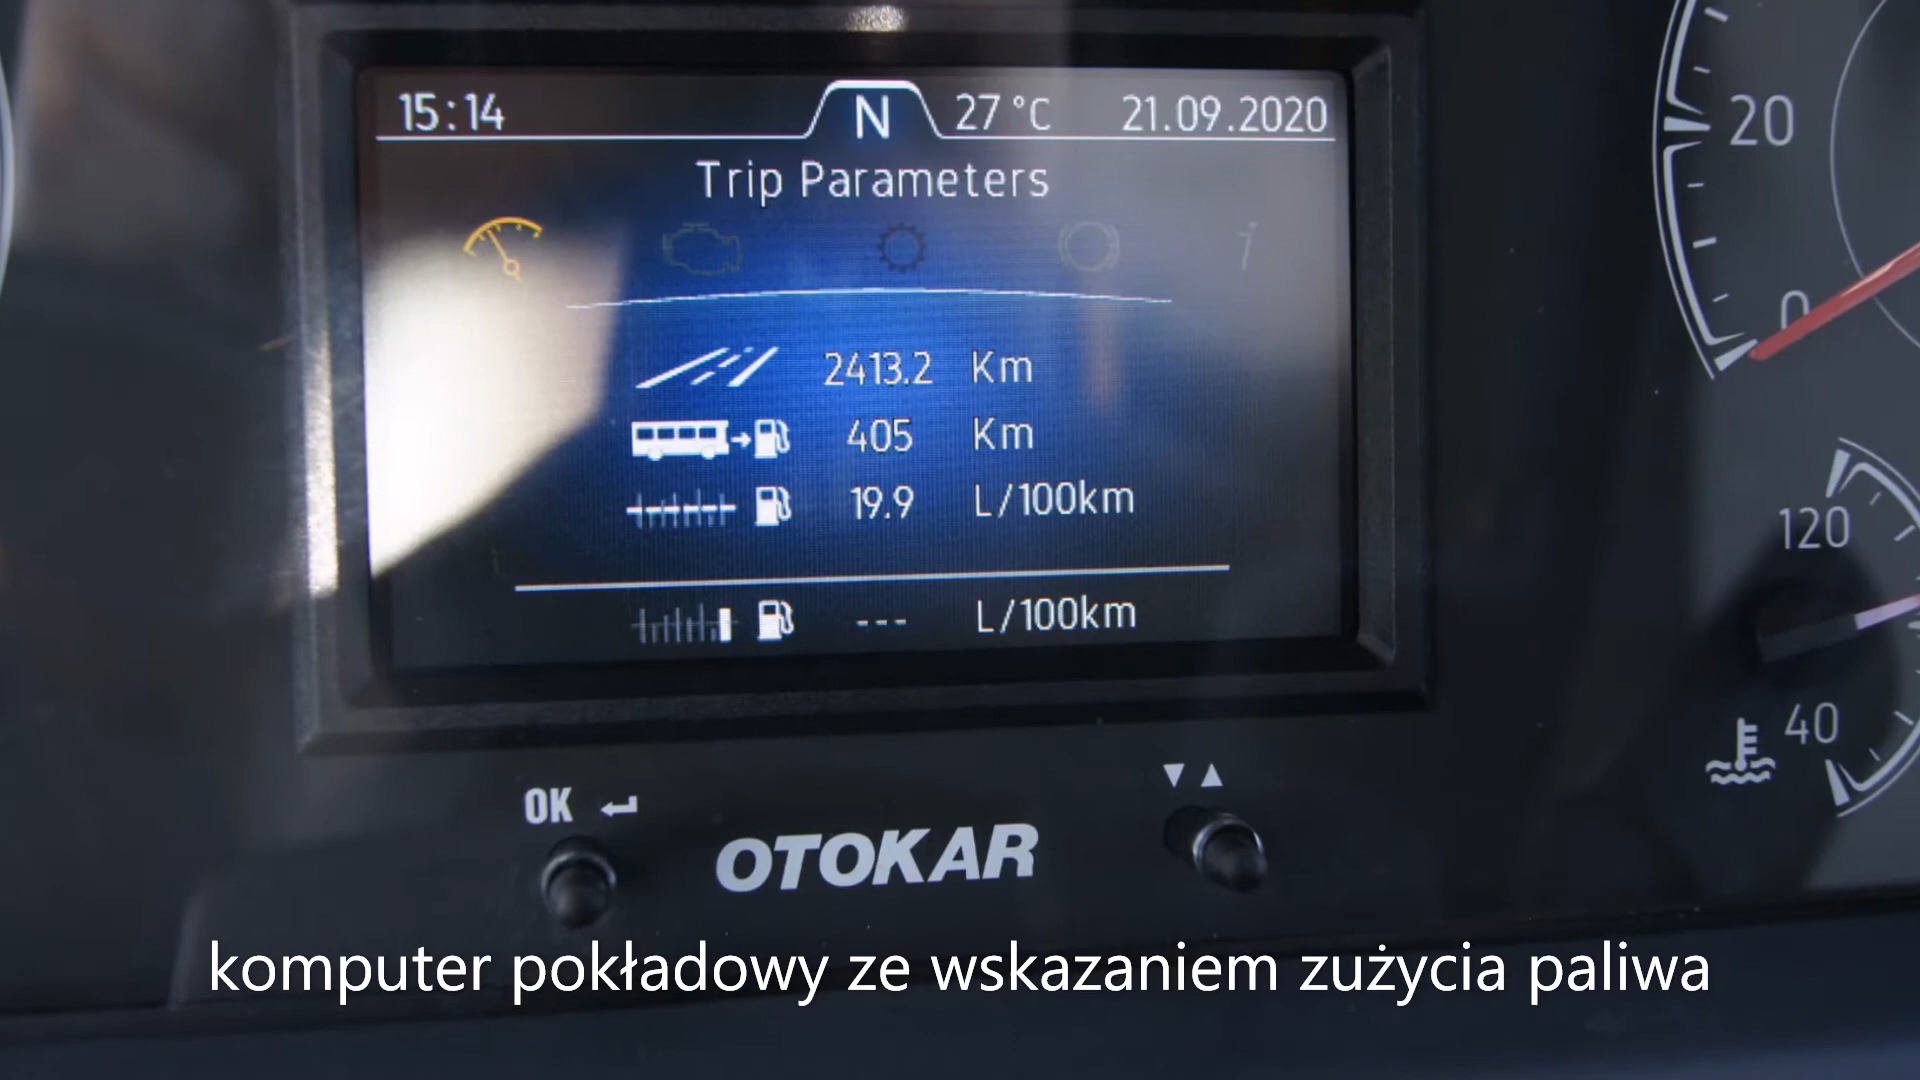 15:14 N 27 °C 21.09.2020
Trip Parameters
2413.2 Km
405 Km
19.9 L/100km
--- L/100km
20
0
120
40
OK
OTOKAR
komputer pokładowy ze wskazaniem zużycia paliwa